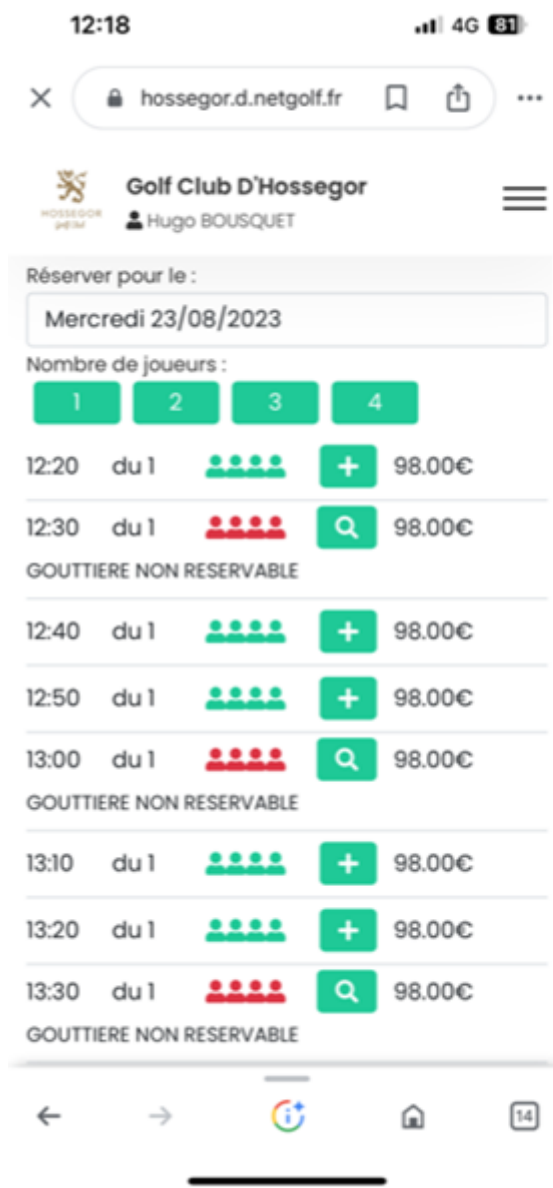 12:18 4G 81
hossegor.d.netgolf.fr
HOSSEGOR
golf club
Golf Club D'Hossegor
Hugo BOUSQUET
Réserver pour le :
Mercredi 23/08/2023
Nombre de joueurs :
1 2 3 4
12:20 du 1 98.00€
12:30 du 1 98.00€
GOUTTIERE NON RESERVABLE
12:40 du 1 98.00€
12:50 du 1 98.00€
13:00 du 1 98.00€
GOUTTIERE NON RESERVABLE
13:10 du 1 98.00€
13:20 du 1 98.00€
13:30 du 1 98.00€
GOUTTIERE NON RESERVABLE
14